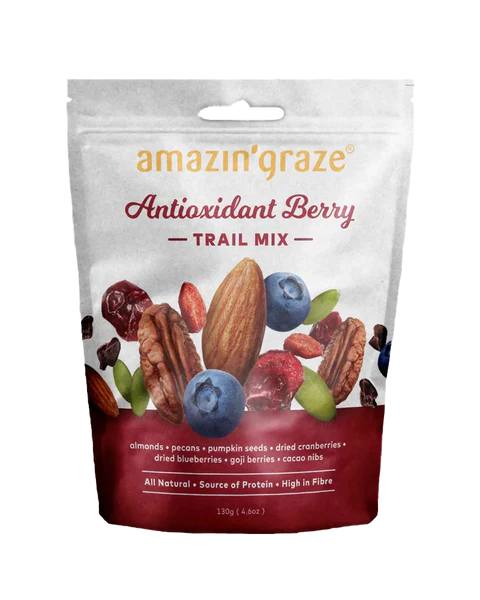 amazin'graze®
Antioxidant Berry
— TRAIL MIX —
almonds • pecans • pumpkin seeds • dried cranberries •
dried blueberries • goji berries • cacao nibs
All Natural • Source of Protein • High in Fibre
130g ( 4.6oz )